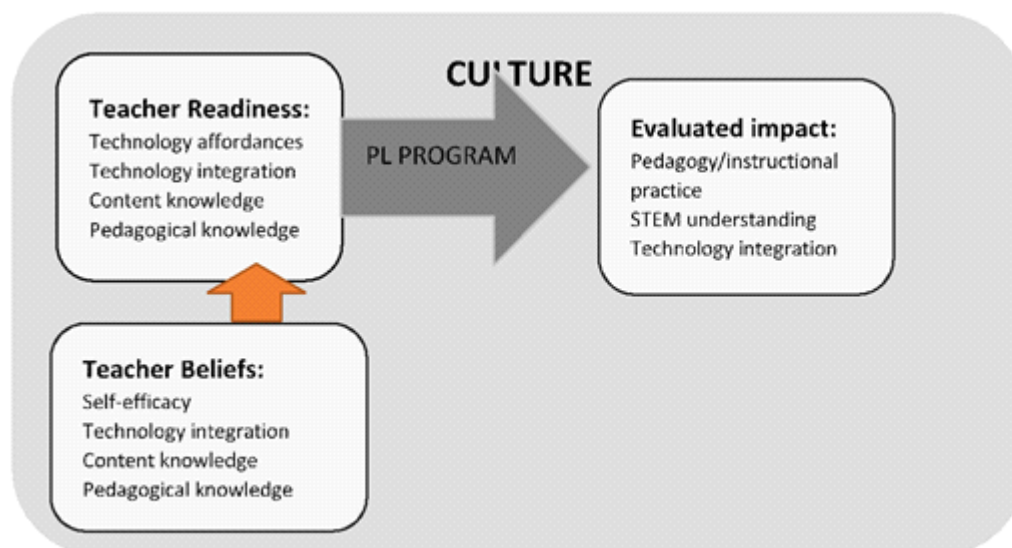 CULTURE
Teacher Readiness:
Technology affordances
Technology integration
Content knowledge
Pedagogical knowledge
PL PROGRAM
Evaluated impact:
Pedagogy/instructional
practice
STEM understanding
Technology integration
Teacher Beliefs:
Self-efficacy
Technology integration
Content knowledge
Pedagogical knowledge